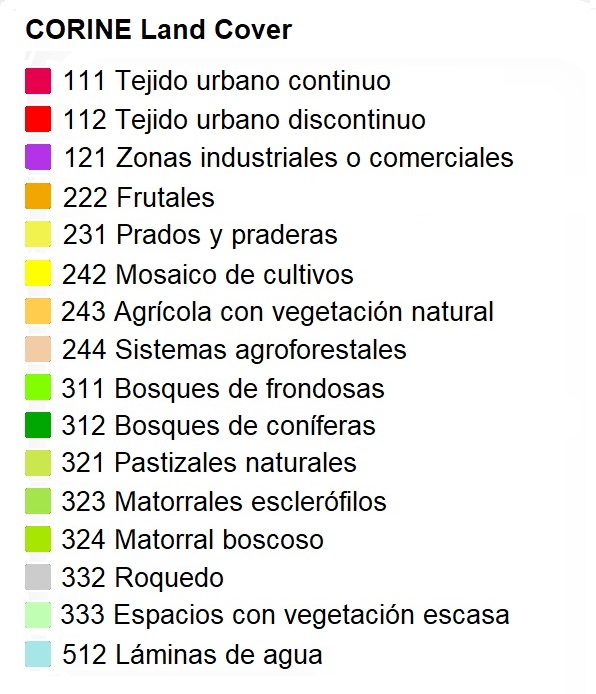 CORINE Land Cover
111 Tejido urbano continuo
112 Tejido urbano discontinuo
121 Zonas industriales o comerciales
222 Frutales
231 Prados y praderas
242 Mosaico de cultivos
243 Agrícola con vegetación natural
244 Sistemas agroforestales
311 Bosques de frondosas
312 Bosques de coníferas
321 Pastizales naturales
323 Matorrales esclerófilos
324 Matorral boscoso
332 Roquedo
333 Espacios con vegetación escasa
512 Láminas de agua